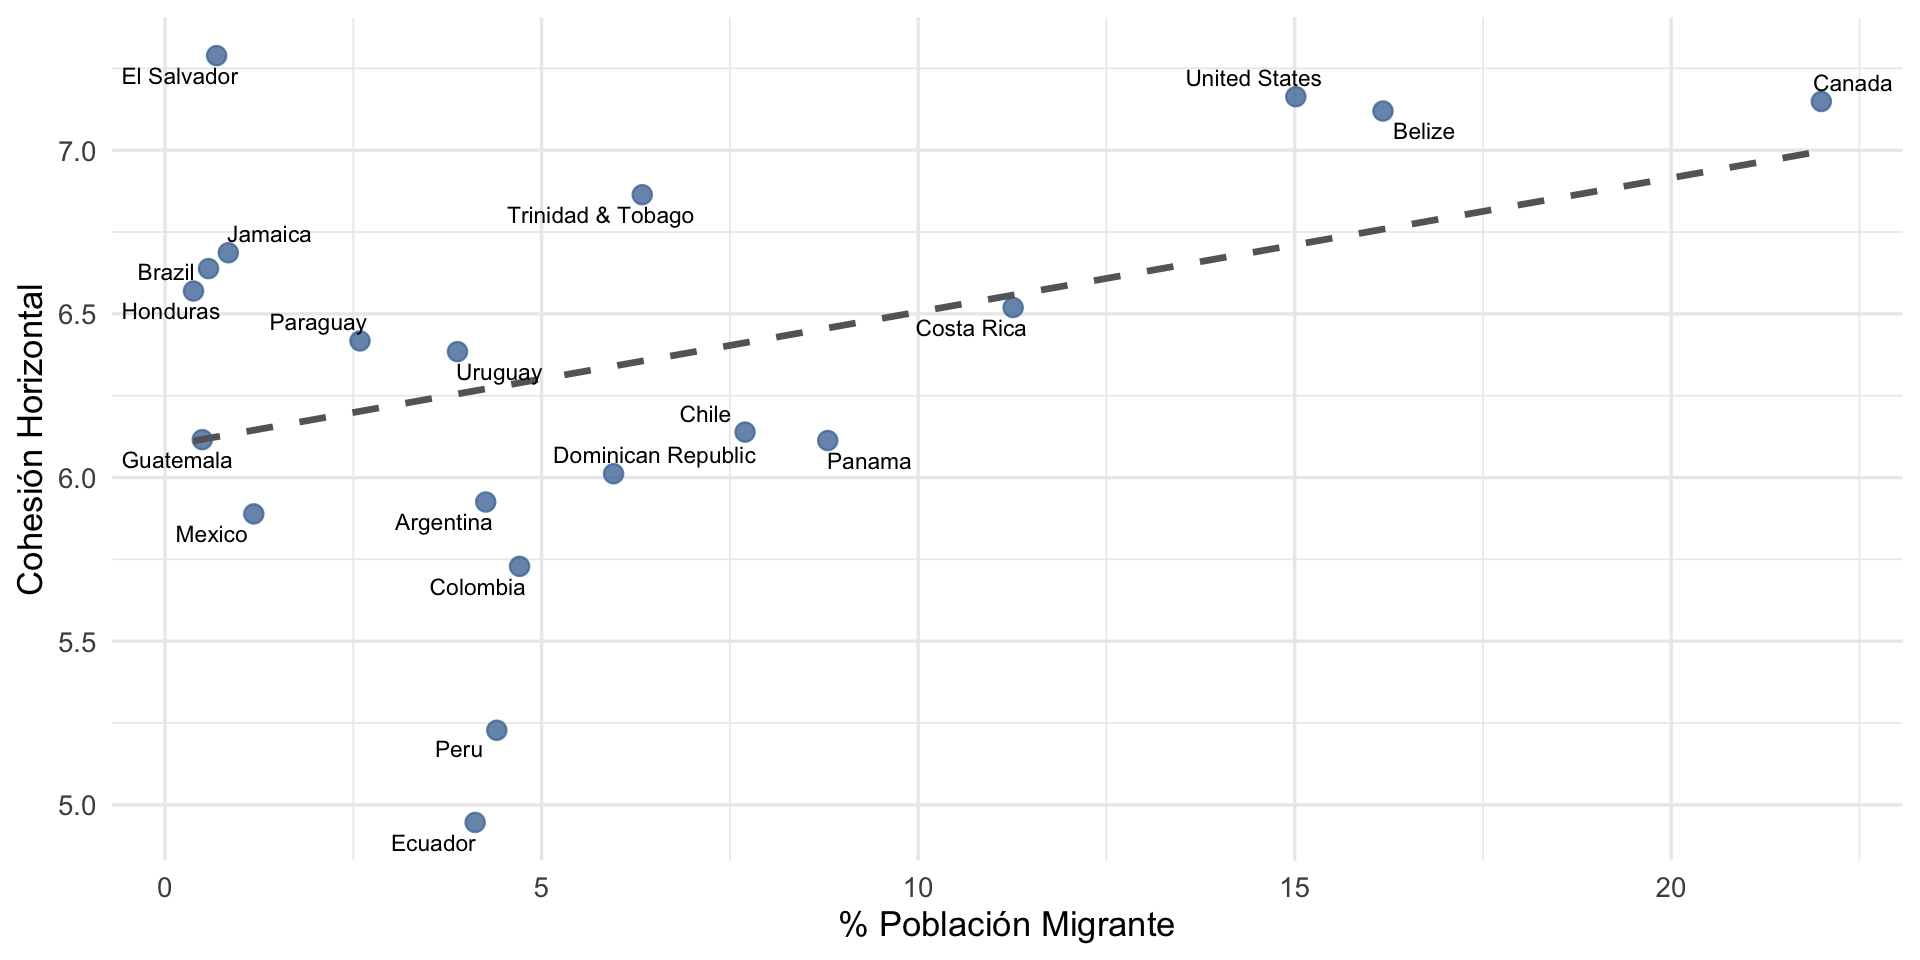 El Salvador
United States
Canada
Belize
7.0
Trinidad & Tobago
Jamaica
Brazil
Honduras
6.5
Paraguay
Costa Rica
Uruguay
Chile
Dominican Republic
Guatemala
Panama
6.0
Argentina
Mexico
Colombia
5.5
Peru
5.0
Ecuador
0
5
10
15
20
% Población Migrante
Cohesión Horizontal